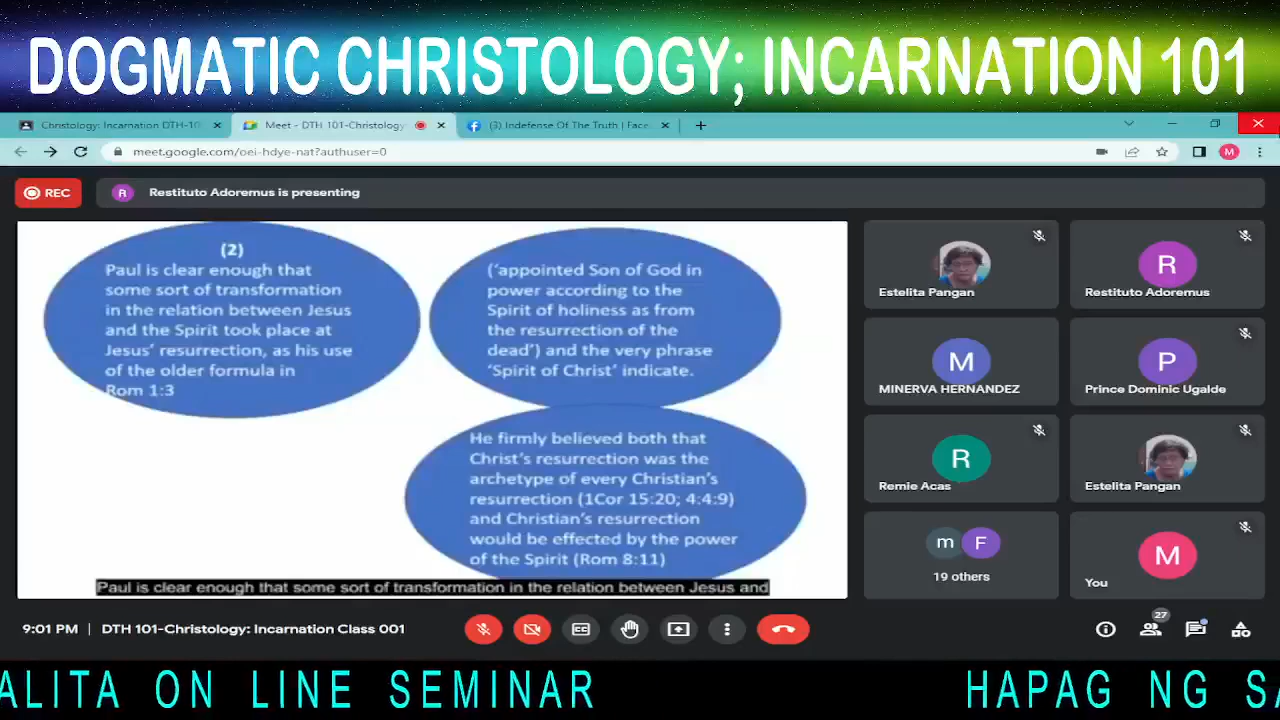 DOGMATIC CHRISTOLOGY; INCARNATION 101
Christology: Incarnation DTH-10
Meet - DTH 101-Christology
(3) Indefense Of The Truth | Face
meet.google.com/oei-hdye-nat?authuser=0
M
REC
R
Restituto Adoremus is presenting
(2)
Paul is clear enough that
some sort of transformation
in the relation between Jesus
and the Spirit took place at
Jesus’ resurrection, as his use
of the older formula in
Rom 1:3
(‘appointed Son of God in
power according to the
Spirit of holiness as from
the resurrection of the
dead’) and the very phrase
‘Spirit of Christ’ indicate.
He firmly believed both that
Christ’s resurrection was the
archetype of every Christian’s
resurrection (1Cor 15:20; 4:4:9)
and Christian’s resurrection
would be effected by the power
of the Spirit (Rom 8:11)
Paul is clear enough that some sort of transformation in the relation between Jesus and
Estelita Pangan
R
Restituto Adoremus
M
MINERVA HERNANDEZ
P
Prince Dominic Ugalde
R
Remie Acas
Estelita Pangan
m F
19 others
M
You
9:01 PM | DTH 101-Christology: Incarnation Class 001
CC
27
ALITA ON LINE SEMINAR
HAPAG NG SA